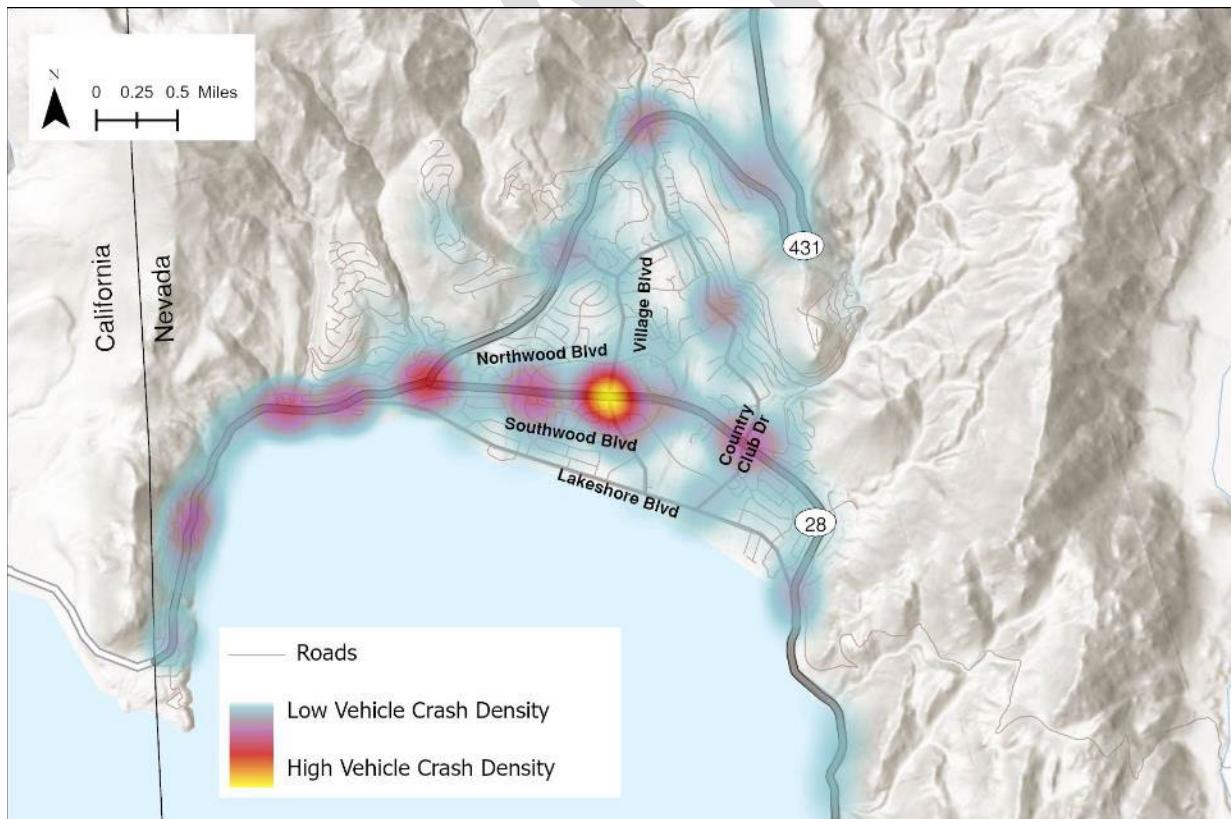 N
0 0.25 0.5 Miles
California
Nevada
431
Village Blvd
Northwood Blvd
Southwood Blvd
Country
Club Dr
Lakeshore Blvd
28
Roads
Low Vehicle Crash Density
High Vehicle Crash Density